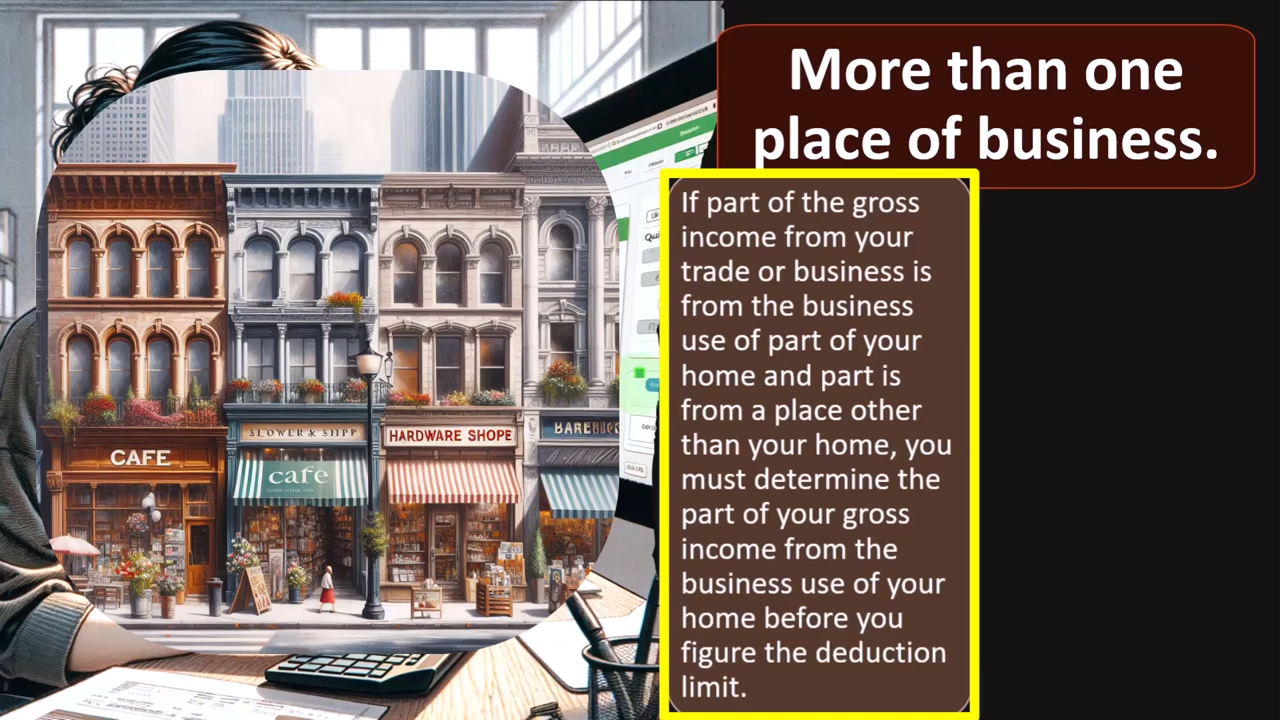 More than one
place of business.
If part of the gross
income from your
trade or business is
from the business
use of part of your
home and part is
from a place other
than your home, you
must determine the
part of your gross
income from the
business use of your
home before you
figure the deduction
limit.
CAFE
HARDWARE SHOPE
cafe